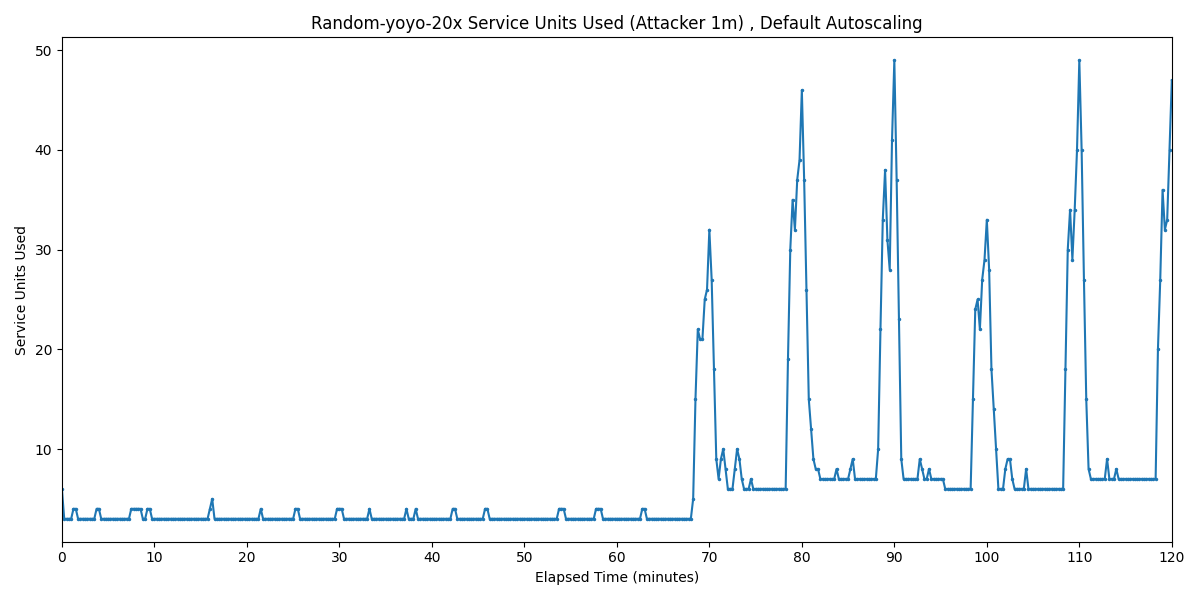 Random-yoyo-20x Service Units Used (Attacker 1m) , Default Autoscaling
50
40
30
20
10
Service Units Used
0 10 20 30 40 50 60 70 80 90 100 110 120
Elapsed Time (minutes)